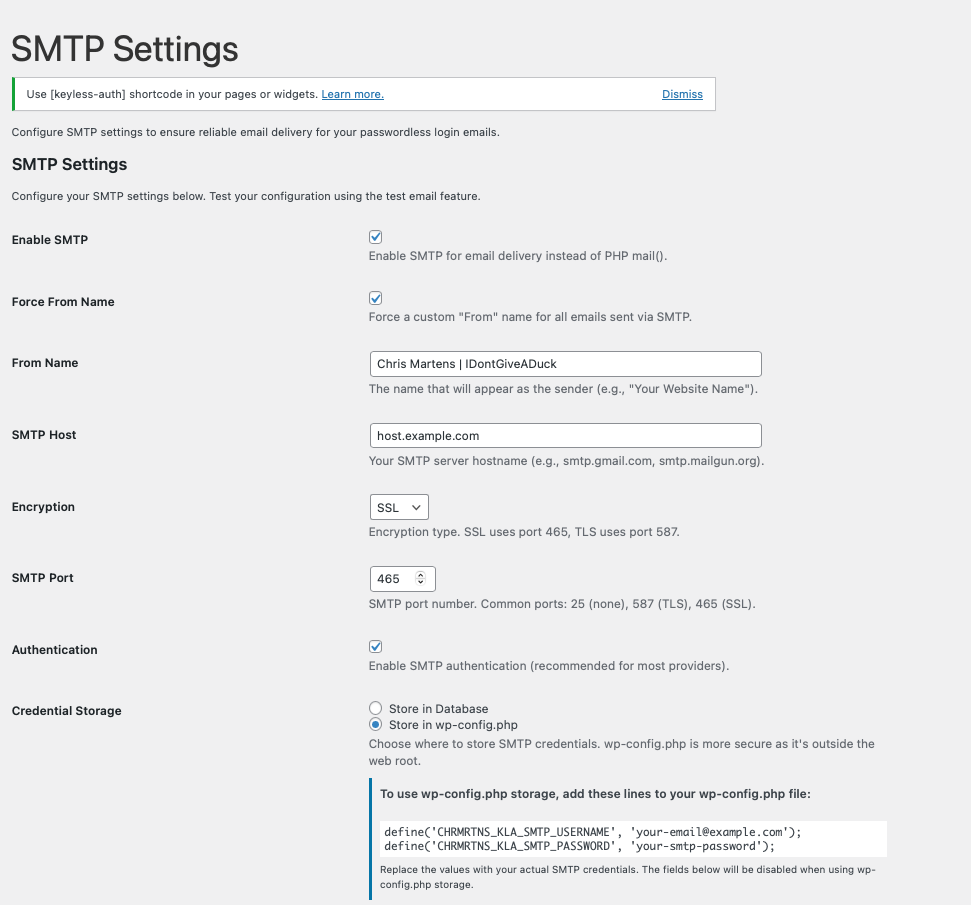 SMTP Settings
Use [keyless-auth] shortcode in your pages or widgets. Learn more. Dismiss
Configure SMTP settings to ensure reliable email delivery for your passwordless login emails.
SMTP Settings
Configure your SMTP settings below. Test your configuration using the test email feature.
Enable SMTP
Enable SMTP for email delivery instead of PHP mail().
Force From Name
Force a custom "From" name for all emails sent via SMTP.
From Name
Chris Martens | IDontGiveADuck
The name that will appear as the sender (e.g., "Your Website Name").
SMTP Host
host.example.com
Your SMTP server hostname (e.g., smtp.gmail.com, smtp.mailgun.org).
Encryption
SSL
Encryption type. SSL uses port 465, TLS uses port 587.
SMTP Port
465
SMTP port number. Common ports: 25 (none), 587 (TLS), 465 (SSL).
Authentication
Enable SMTP authentication (recommended for most providers).
Credential Storage
Store in Database
Store in wp-config.php
Choose where to store SMTP credentials. wp-config.php is more secure as it's outside the
web root.
To use wp-config.php storage, add these lines to your wp-config.php file:
define('CHRMRTNS_KLA_SMTP_USERNAME', 'your-email@example.com');
define('CHRMRTNS_KLA_SMTP_PASSWORD', 'your-smtp-password');
Replace the values with your actual SMTP credentials. The fields below will be disabled when using wp-
config.php storage.